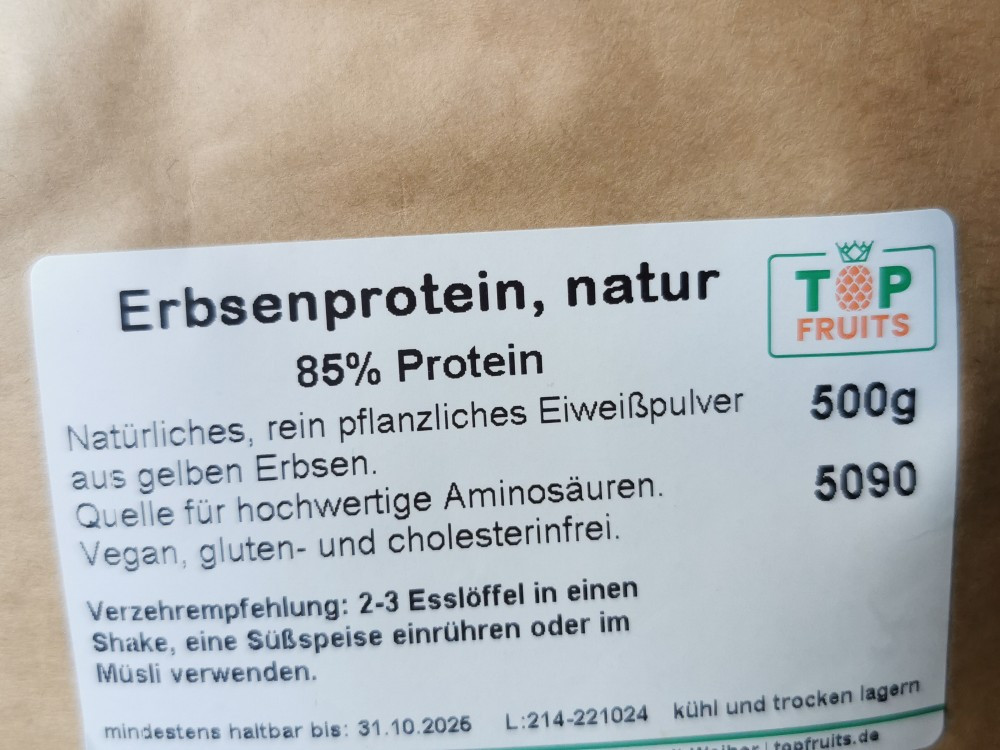 Erbsenprotein, natur
TOP
FRUITS
85% Protein
Natürliches, rein pflanzliches Eiweißpulver
500g
aus gelben Erbsen.
Quelle für hochwertige Aminosäuren.
5090
Vegan, gluten- und cholesterinfrei.
Verzehrempfehlung: 2-3 Esslöffel in einen
Shake, eine Süßspeise einrühren oder im
Müsli verwenden.
mindestens haltbar bis: 31.10.2026 L:214-221024 kühl und trocken lagern
| topfruits.de